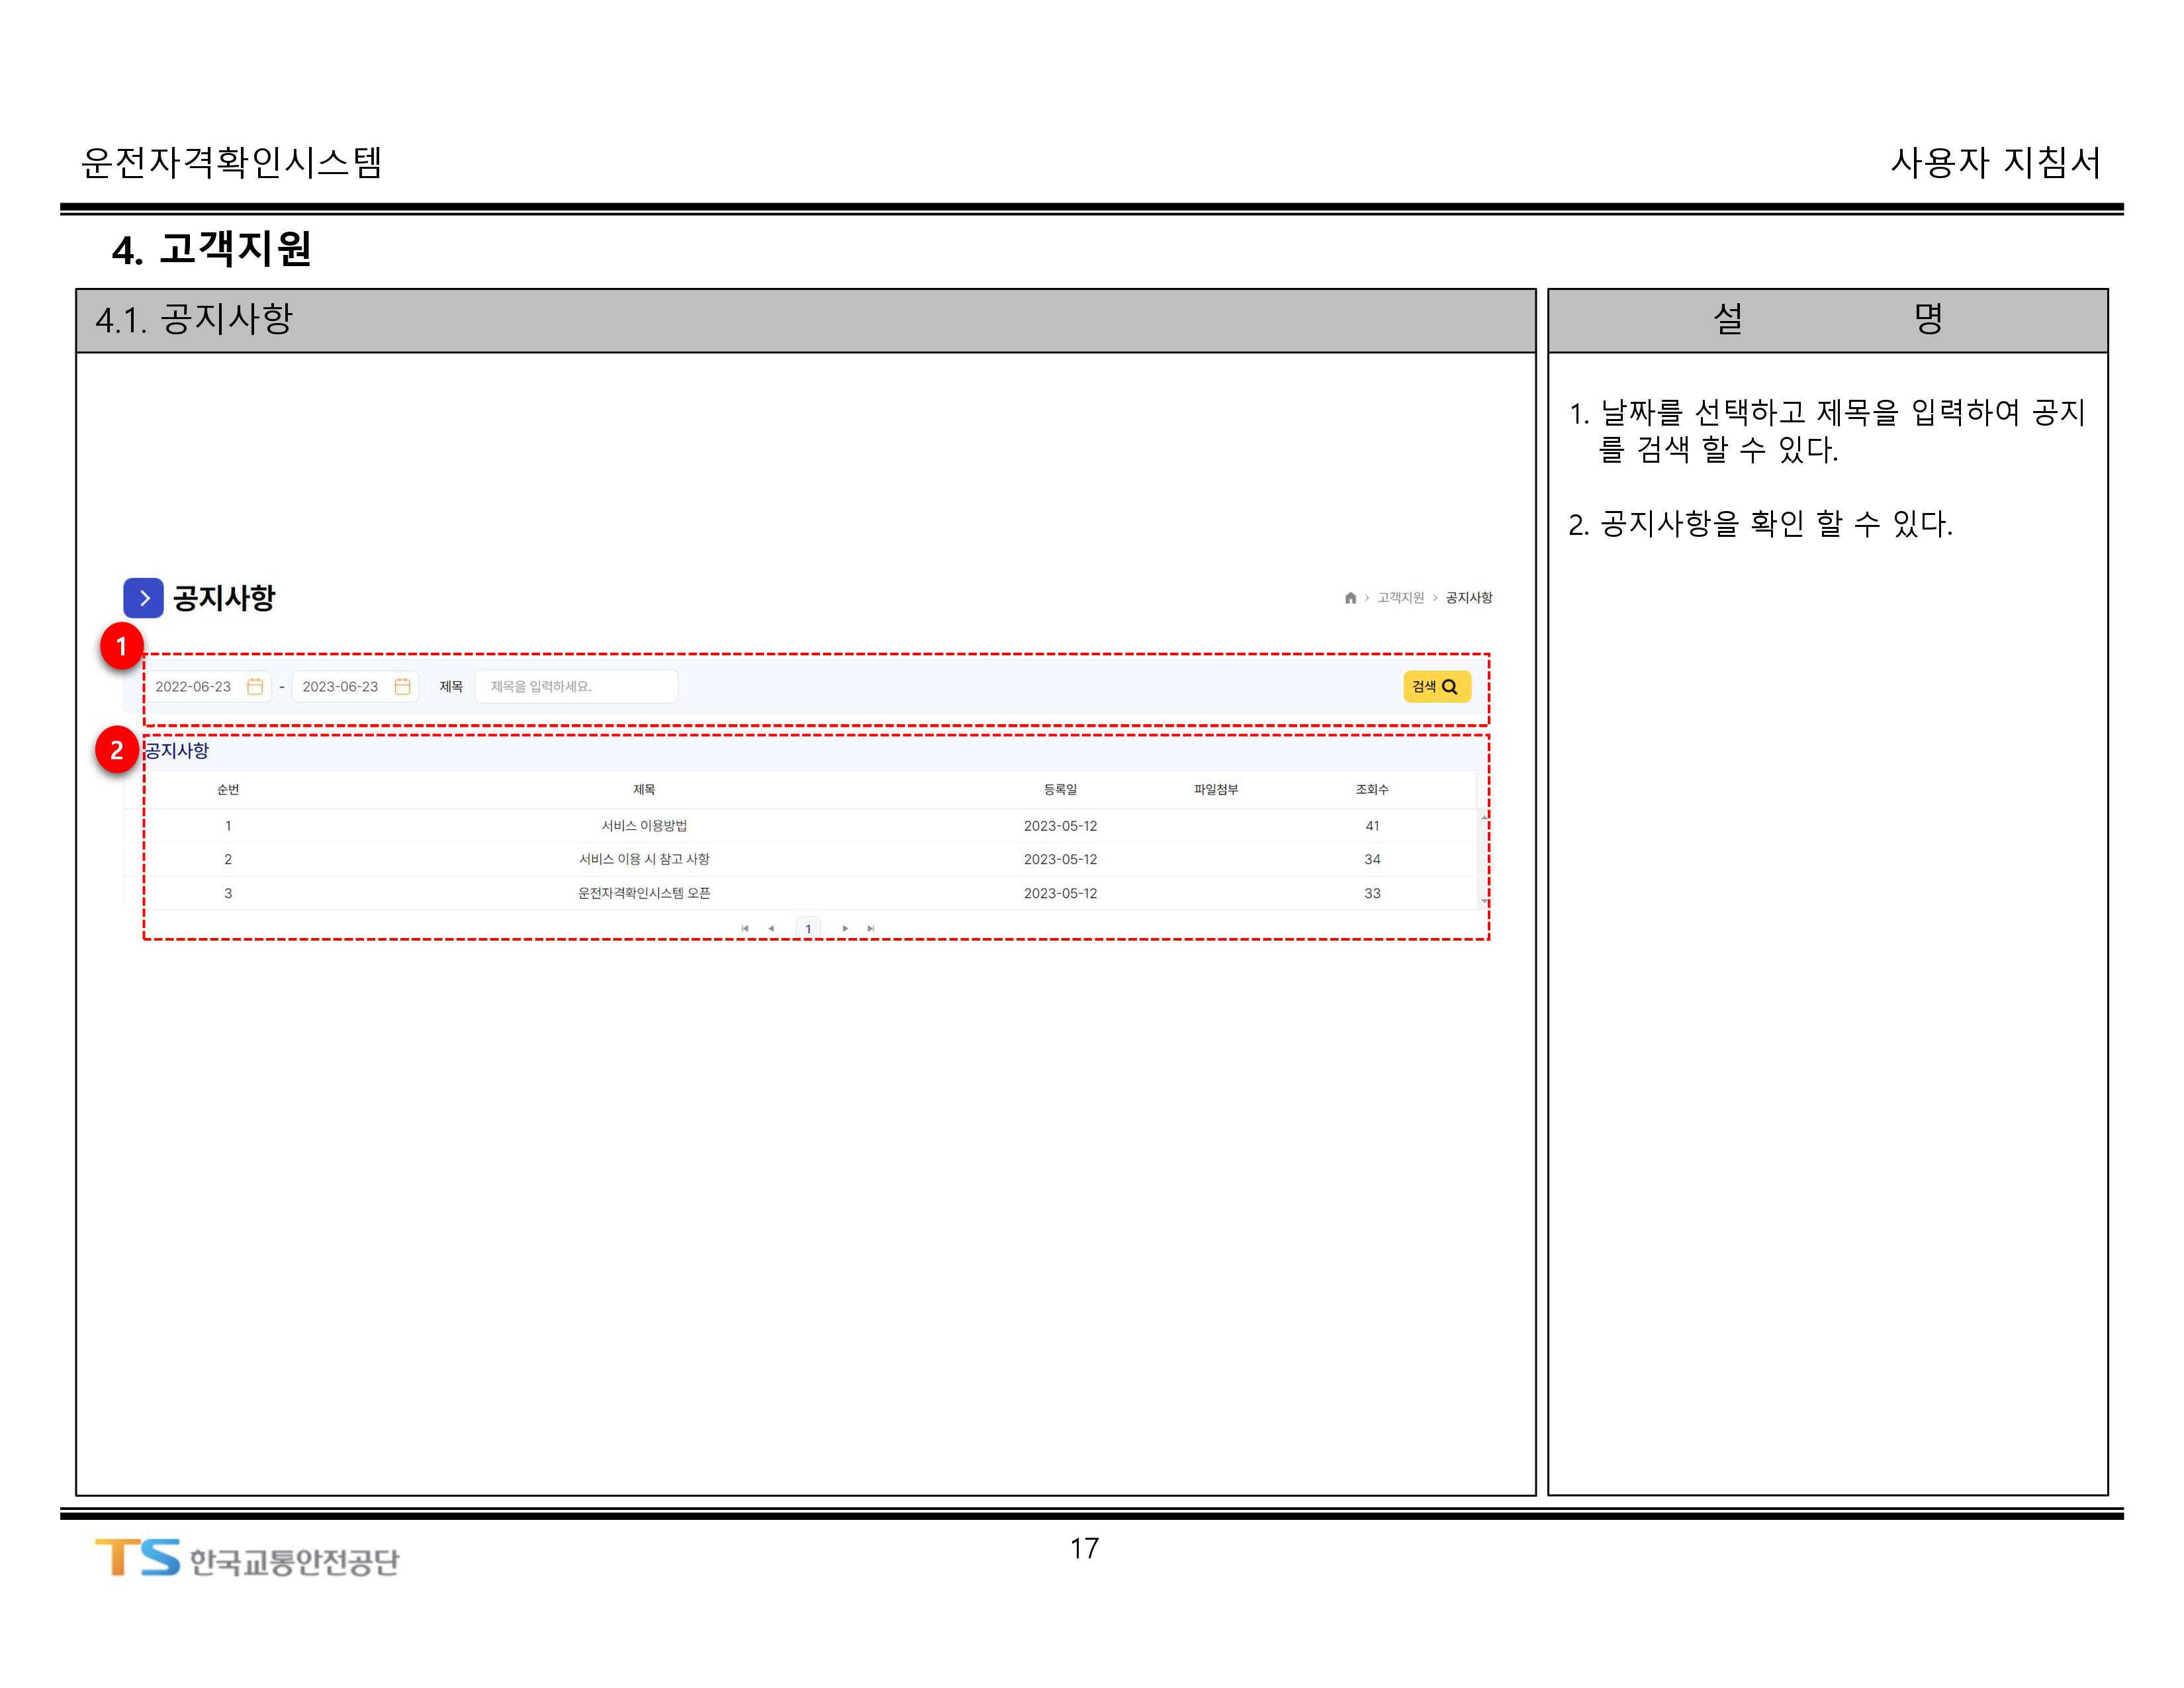 운전자격확인시스템 사용자 지침서
4. 고객지원
4.1. 공지사항
설 명
1. 날짜를 선택하고 제목을 입력하여 공지
를 검색 할 수 있다.
2. 공지사항을 확인 할 수 있다.
공지사항
고객지원 > 공지사항
1
2022-06-23 - 2023-06-23 제목 제목을 입력하세요. 검색
2
공지사항
순번 제목 등록일 파일첨부 조회수
1 서비스 이용방법 2023-05-12 41
2 서비스 이용 시 참고 사항 2023-05-12 34
3 운전자격확인시스템 오픈 2023-05-12 33
1
TS 한국교통안전공단
17